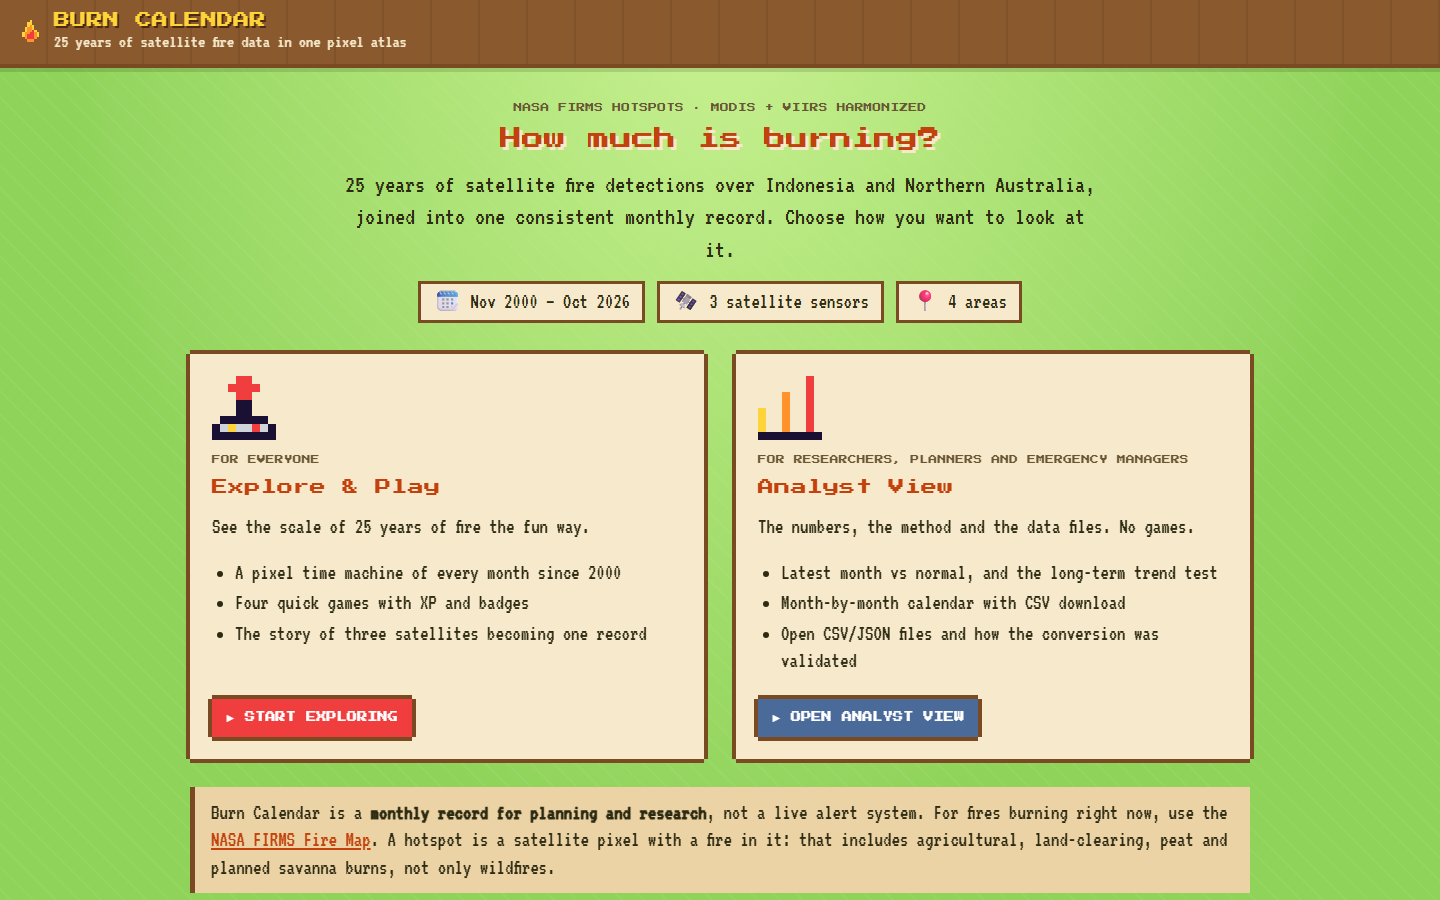 BURN CALENDAR
25 years of satellite fire data in one pixel atlas
NASA FIRMS HOTSPOTS · MODIS + VIIRS HARMONIZED
How much is burning?
25 years of satellite fire detections over Indonesia and Northern Australia,
joined into one consistent monthly record. Choose how you want to look at
it.
Nov 2000 – Oct 2026
3 satellite sensors
4 areas
FOR EVERYONE
Explore & Play
See the scale of 25 years of fire the fun way.
• A pixel time machine of every month since 2000
• Four quick games with XP and badges
• The story of three satellites becoming one record
▶ START EXPLORING
FOR RESEARCHERS, PLANNERS AND EMERGENCY MANAGERS
Analyst View
The numbers, the method and the data files. No games.
• Latest month vs normal, and the long-term trend test
• Month-by-month calendar with CSV download
• Open CSV/JSON files and how the conversion was
validated
▶ OPEN ANALYST VIEW
Burn Calendar is a monthly record for planning and research, not a live alert system. For fires burning right now, use the
NASA FIRMS Fire Map. A hotspot is a satellite pixel with a fire in it: that includes agricultural, land-clearing, peat and
planned savanna burns, not only wildfires.